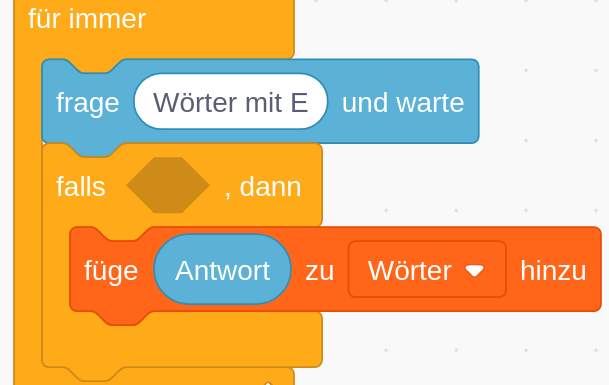 für immer
frage Wörter mit E und warte
falls , dann
füge Antwort zu Wörter hinzu